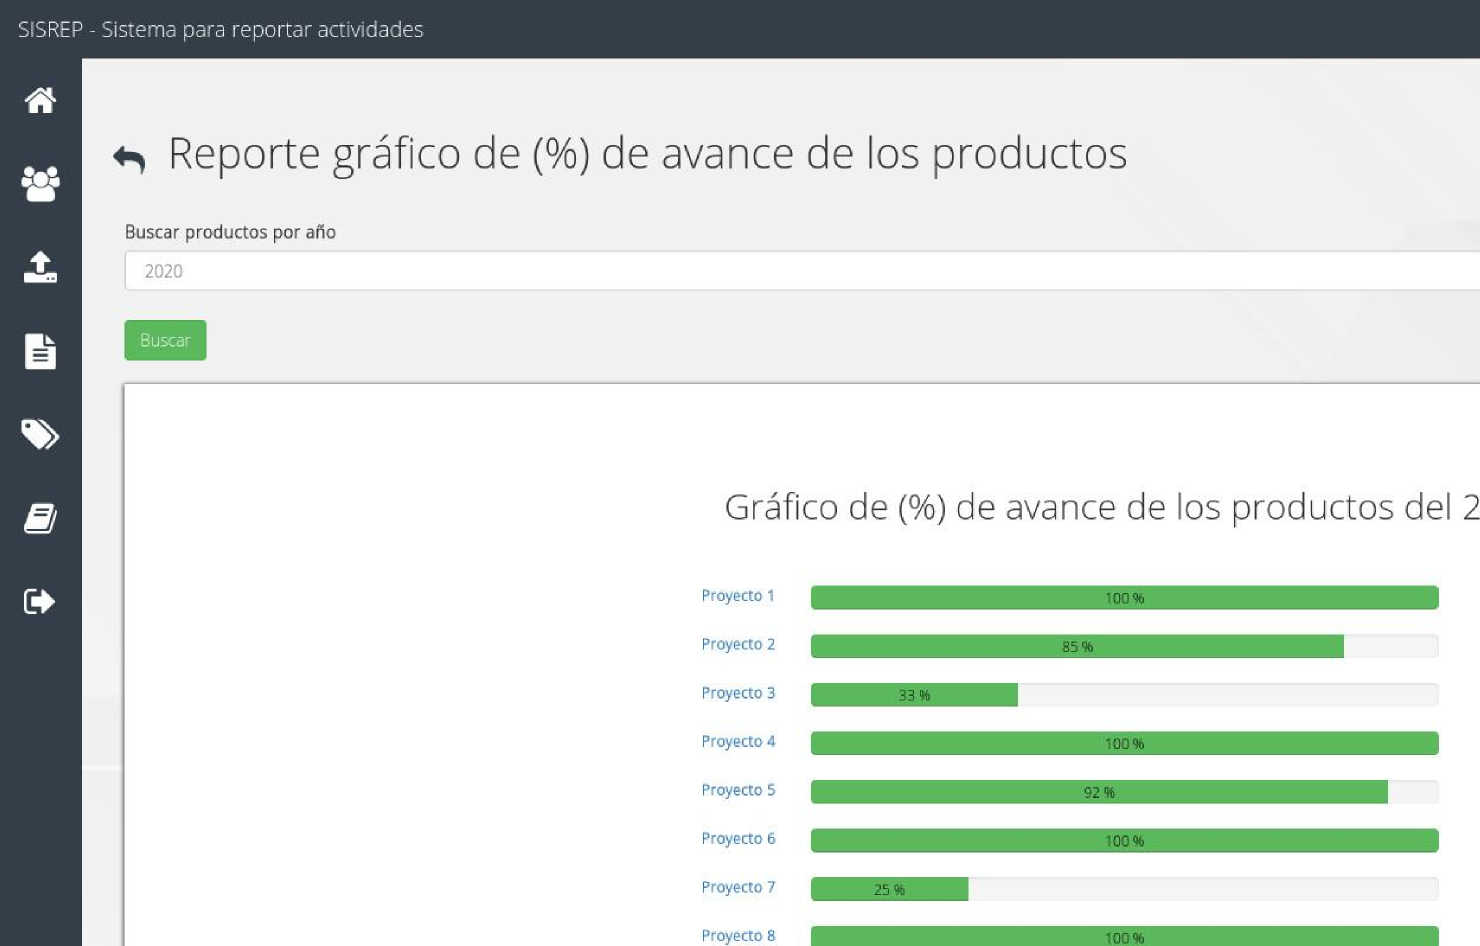 SISREP - Sistema para reportar actividades
Reporte gráfico de (%) de avance de los productos
Buscar productos por año
2020
Buscar
Gráfico de (%) de avance de los productos del 2
Proyecto 1 100 %
Proyecto 2 85 %
Proyecto 3 33 %
Proyecto 4 100 %
Proyecto 5 92 %
Proyecto 6 100 %
Proyecto 7 25 %
Proyecto 8 100 %